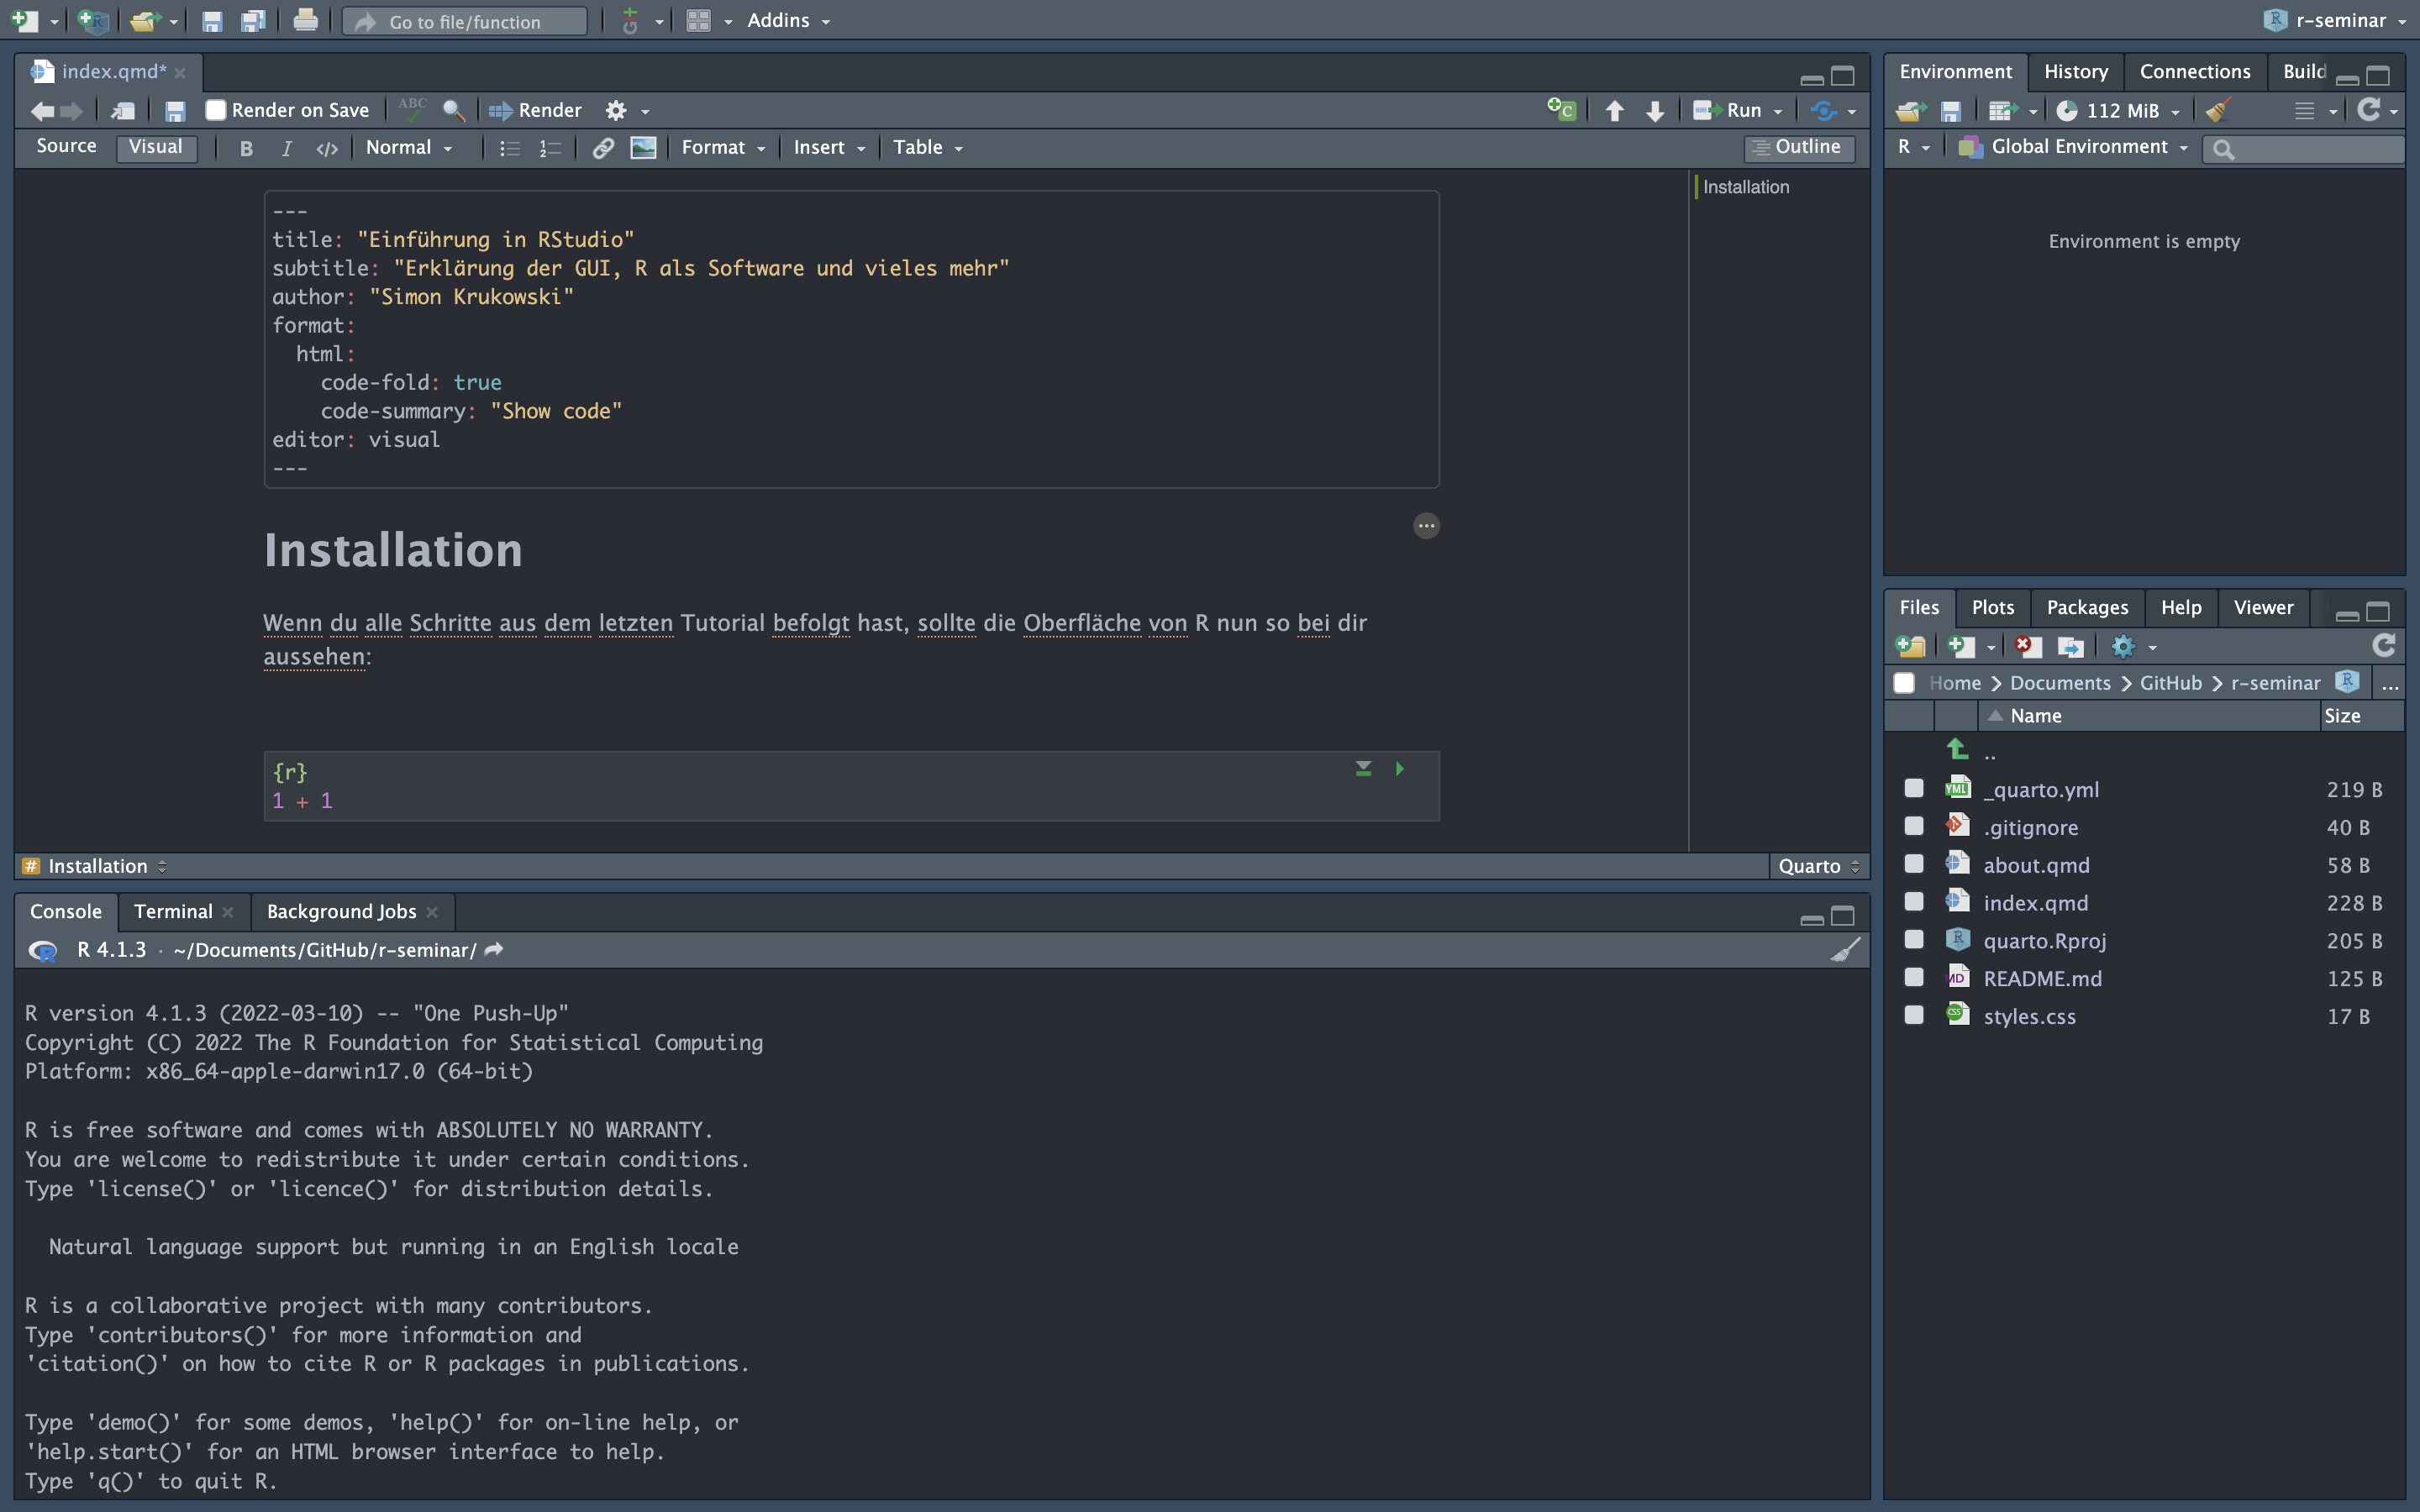 Go to file/function
Addins
r-seminar
index.qmd*
Render on Save
ABC
Render
Run
Source
Visual
B
I
</>
Normal
Format
Insert
Table
Outline
---
title: "Einführung in RStudio"
subtitle: "Erklärung der GUI, R als Software und vieles mehr"
author: "Simon Krukowski"
format:
html:
code-fold: true
code-summary: "Show code"
editor: visual
---
Installation
Installation
Wenn du alle Schritte aus dem letzten Tutorial befolgt hast, sollte die Oberfläche von R nun so bei dir
aussehen:
{r}
1 + 1
# Installation
Quarto
Console
Terminal
Background Jobs
R 4.1.3 · ~/Documents/GitHub/r-seminar/
R version 4.1.3 (2022-03-10) -- "One Push-Up"
Copyright (C) 2022 The R Foundation for Statistical Computing
Platform: x86_64-apple-darwin17.0 (64-bit)
R is free software and comes with ABSOLUTELY NO WARRANTY.
You are welcome to redistribute it under certain conditions.
Type 'license()' or 'licence()' for distribution details.
Natural language support but running in an English locale
R is a collaborative project with many contributors.
Type 'contributors()' for more information and
'citation()' on how to cite R or R packages in publications.
Type 'demo()' for some demos, 'help()' for on-line help, or
'help.start()' for an HTML browser interface to help.
Type 'q()' to quit R.
Environment
History
Connections
Build
112 MiB
R
Global Environment
Environment is empty
Files
Plots
Packages
Help
Viewer
Home
Documents
GitHub
r-seminar
...
Name
Size
..
_quarto.yml 219 B
.gitignore 40 B
about.qmd 58 B
index.qmd 228 B
quarto.Rproj 205 B
README.md 125 B
styles.css 17 B